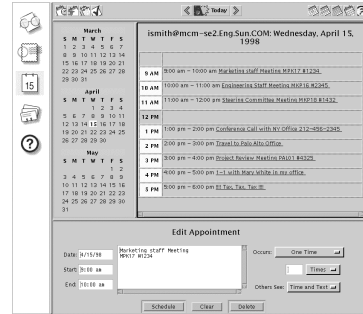 Today
March
S M T W T F S
1 2 3 4 5 6 7
8 9 10 11 12 13 14
15 16 17 18 19 20 21
22 23 24 25 26 27 28
29 30 31
April
S M T W T F S
1 2 3 4
5 6 7 8 9 10 11
12 13 14 15 16 17 18
19 20 21 22 23 24 25
26 27 28 29 30
May
S M T W T F S
1 2
3 4 5 6 7 8 9
10 11 12 13 14 15 16
17 18 19 20 21 22 23
24 25 26 27 28 29 30
31
15
?
ismith@mcm-se2.Eng.Sun.COM: Wednesday, April 15,
1998
9 AM 9:00 am - 10:00 am Marketing staff Meeting MPK17 #1234
10 AM 10:00 am - 11:00 am Engineering Staff Meeting MKP18 #2345
11 AM 11:00 am - 12:00 pm Steering Committee Meeting MKP18 #1432
12 PM
1 PM 1:00 pm - 2:00 pm Conference Call with NY Office 212-456-2345
2 PM 2:00 pm - 3:00 pm Travel to Palo Alto Office
3 PM 3:00 pm - 4:00 pm Project Review Meeting PAL01 #4325
4 PM 4:00 pm - 5:00 pm 1-1 with Mary White in my office
5 PM 5:00 pm - 6:00 pm !!! Tax, Tax, Tax !!!
Edit Appointment
Date: 4/15/98
Start: 9:00 am
End: 10:00 am
Marketing staff Meeting
MPK17 #1234
Occurs: One Time
Times
Others See: Time and Text
Schedule Clear Delete